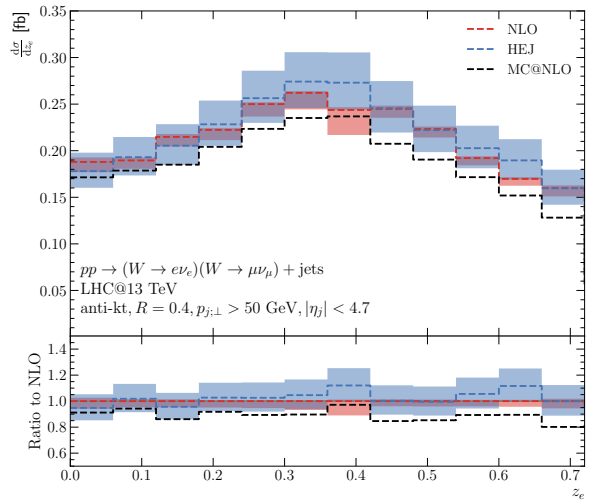 dσ/dz_e [fb]
0.30
0.25
0.20
0.15
0.10
0.05
NLO
HEJ
MC@NLO
pp → (W → eν_e)(W → μν_μ) + jets
LHC@13 TeV
anti-kt, R = 0.4, p_{j;⊥} > 50 GeV, |η_j| < 4.7
Ratio to NLO
1.4
1.2
1.0
0.8
0.6
0.0 0.1 0.2 0.3 0.4 0.5 0.6 0.7
z_e